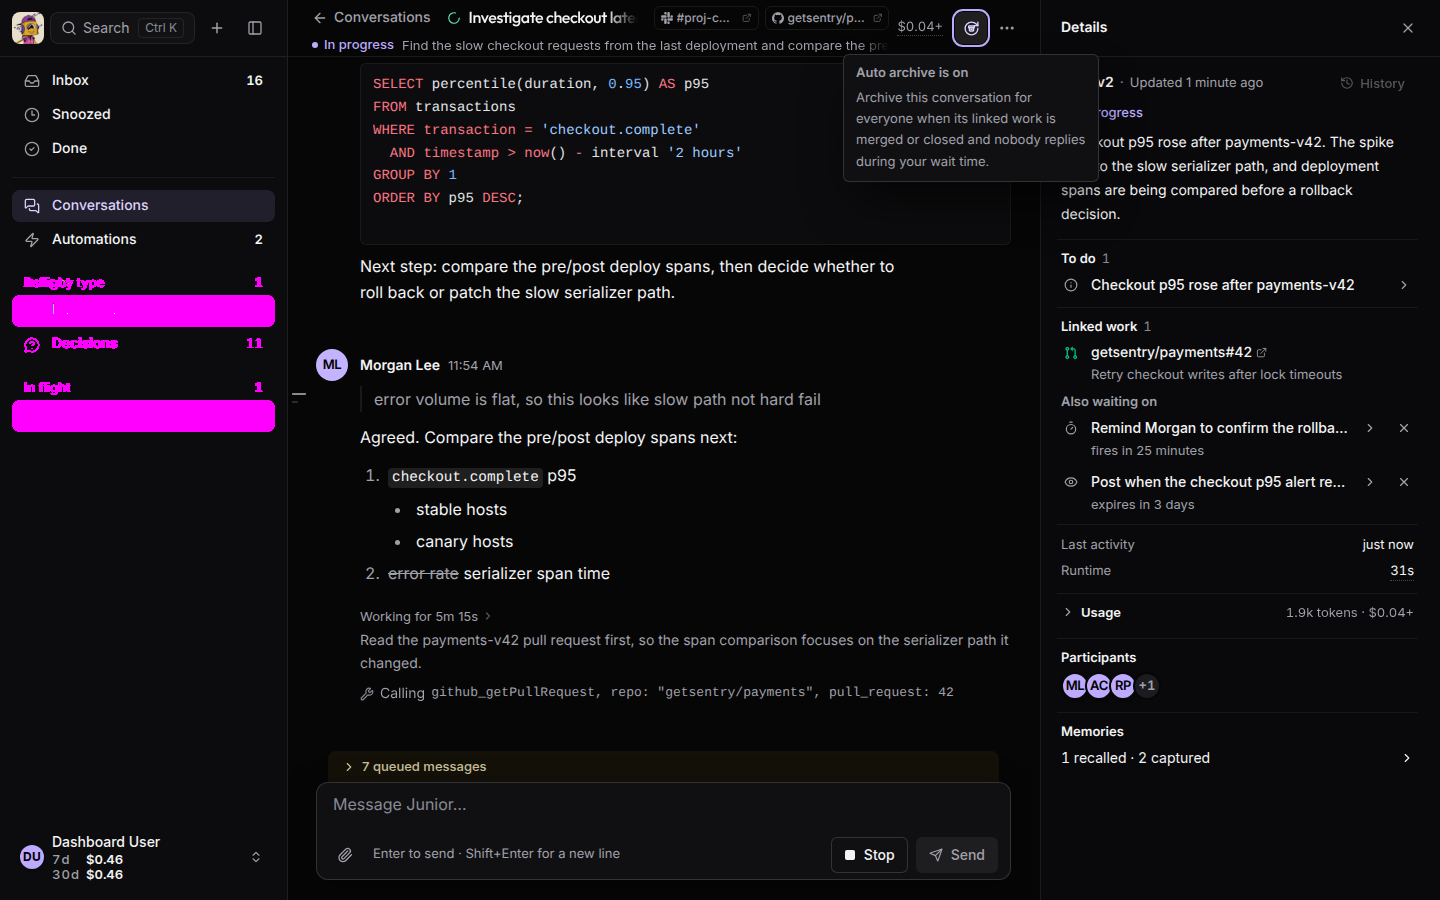 Search Ctrl K
Inbox 16
Snoozed
Done
Conversations
Automations 2
type 1
Decisions 11
In flight 1
Dashboard User
DU
7d $0.46
30d $0.46
Conversations
Investigate checkout late
#proj-c...
getsentry/p...
$0.04+
In progress Find the slow checkout requests from the last deployment and compare the pre
Auto archive is on
Archive this conversation for
everyone when its linked work is
merged or closed and nobody replies
during your wait time.
SELECT percentile(duration, 0.95) AS p95
FROM transactions
WHERE transaction = 'checkout.complete'
AND timestamp > now() - interval '2 hours'
GROUP BY 1
ORDER BY p95 DESC;
Next step: compare the pre/post deploy spans, then decide whether to
roll back or patch the slow serializer path.
ML Morgan Lee 11:54 AM
error volume is flat, so this looks like slow path not hard fail
Agreed. Compare the pre/post deploy spans next:
1. checkout.complete p95
• stable hosts
• canary hosts
2. error rate serializer span time
Working for 5m 15s
Read the payments-v42 pull request first, so the span comparison focuses on the serializer path it
changed.
Calling github_getPullRequest, repo: "getsentry/payments", pull_request: 42
7 queued messages
Message Junior...
Enter to send · Shift+Enter for a new line
Stop
Send
Details
v2 · Updated 1 minute ago
History
rogress
kout p95 rose after payments-v42. The spike
o the slow serializer path, and deployment
spans are being compared before a rollback
decision.
To do 1
Checkout p95 rose after payments-v42
Linked work 1
getsentry/payments#42
Retry checkout writes after lock timeouts
Also waiting on
Remind Morgan to confirm the rollba...
fires in 25 minutes
Post when the checkout p95 alert re...
expires in 3 days
Last activity just now
Runtime 31s
Usage 1.9k tokens · $0.04+
Participants
ML AC RP +1
Memories
1 recalled · 2 captured